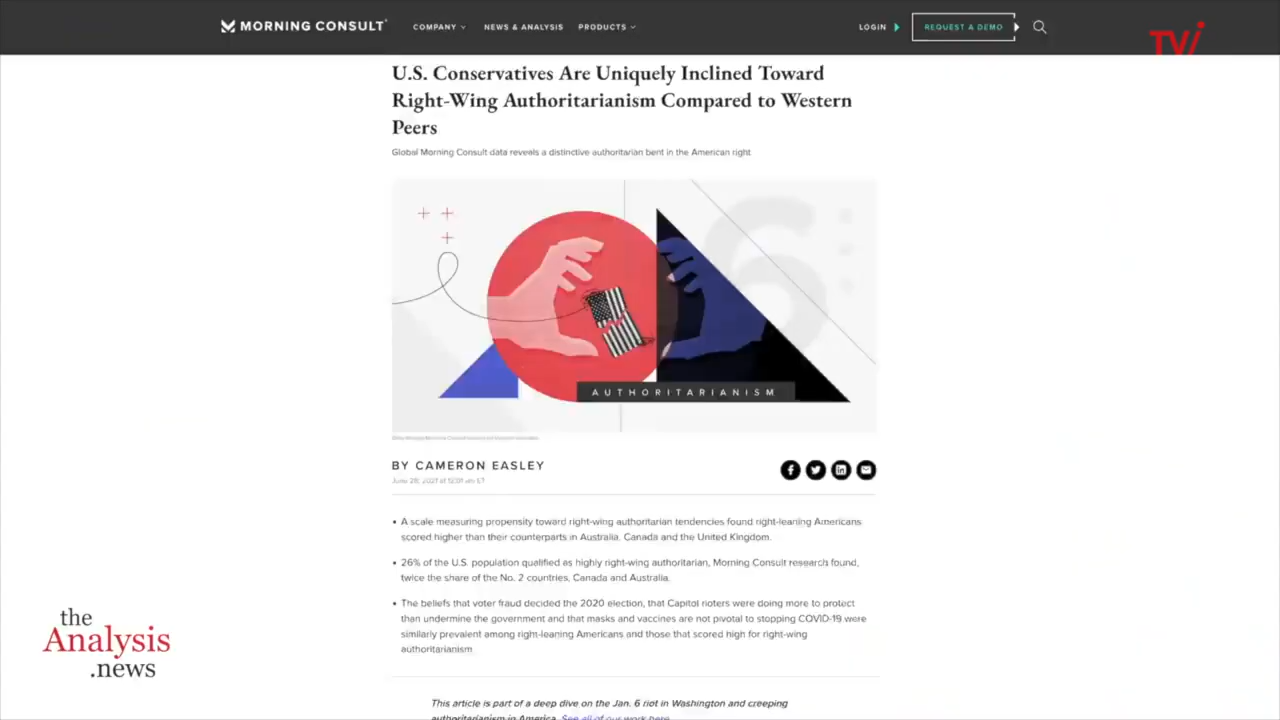 MORNING CONSULT
COMPANY NEWS & ANALYSIS PRODUCTS
LOGIN
REQUEST A DEMO
TVi
U.S. Conservatives Are Uniquely Inclined Toward
Right-Wing Authoritarianism Compared to Western
Peers
Global Morning Consult data reveals a distinctive authoritarian bent in the American right
6
AUTHORITARIANISM
BY CAMERON EASLEY
June 28, 2021 at 12:01 am ET
• A scale measuring propensity toward right-wing authoritarian tendencies found right-leaning Americans
scored higher than their counterparts in Australia, Canada and the United Kingdom.
• 26% of the U.S. population qualified as highly right-wing authoritarian, Morning Consult research found,
twice the share of the No. 2 countries, Canada and Australia.
• The beliefs that voter fraud decided the 2020 election, that Capitol rioters were doing more to protect
than undermine the government and that masks and vaccines are not pivotal to stopping COVID-19 were
similarly prevalent among right-leaning Americans and those that scored high for right-wing
authoritarianism.
the
Analysis
.news
This article is part of a deep dive on the Jan. 6 riot in Washington and creeping
authoritarianism in America. See all of our work here.